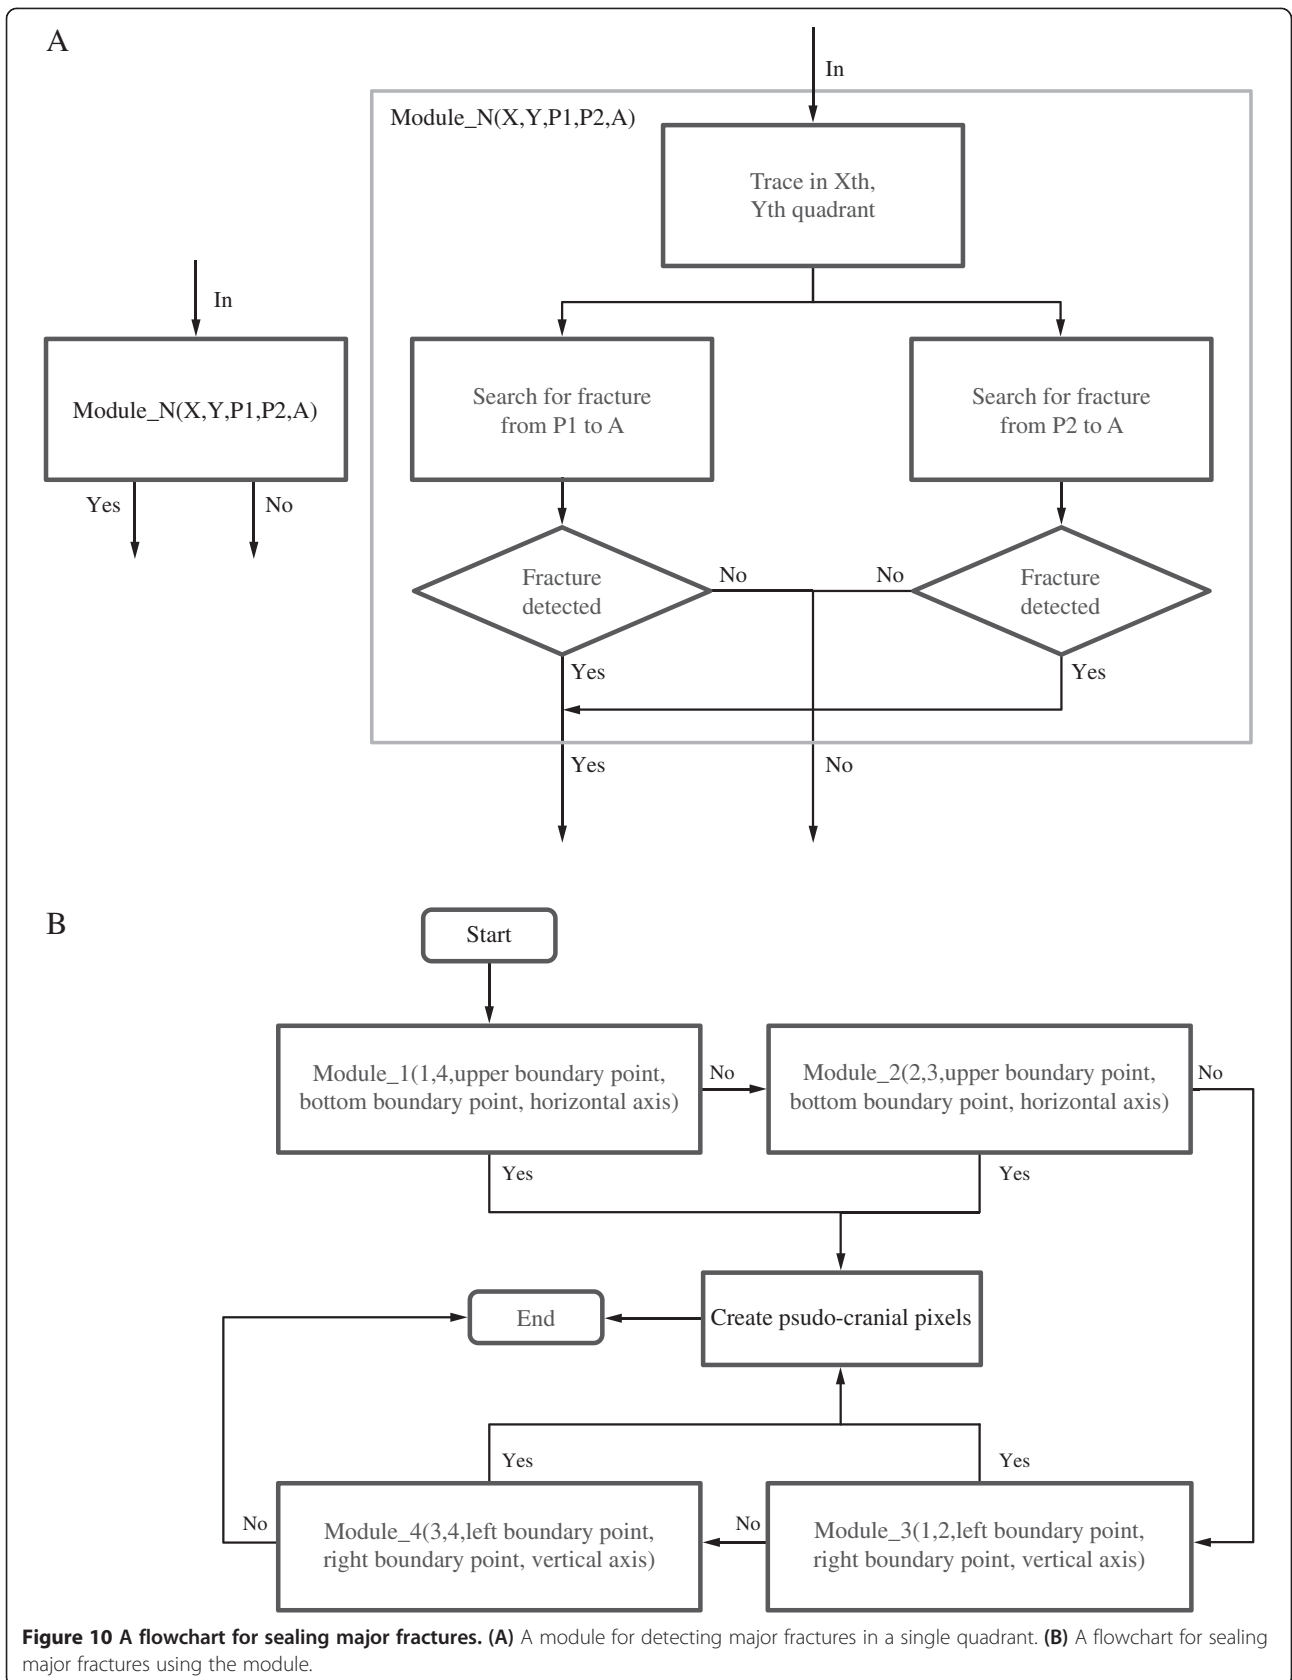 A
In
Module_N(X,Y,P1,P2,A)
Trace in Xth,
Yth quadrant
In
Module_N(X,Y,P1,P2,A)
Yes
No
Search for fracture
from P1 to A
Search for fracture
from P2 to A
Fracture
detected
No
No
Fracture
detected
Yes
Yes
Yes
No
B
Start
Module_1(1,4,upper boundary point,
bottom boundary point, horizontal axis)
No
Module_2(2,3,upper boundary point,
bottom boundary point, horizontal axis)
No
Yes
Yes
End
Create psudo-cranial pixels
Yes
Yes
No
Module_4(3,4,left boundary point,
right boundary point, vertical axis)
No
Module_3(1,2,left boundary point,
right boundary point, vertical axis)
Figure 10 A flowchart for sealing major fractures. (A) A module for detecting major fractures in a single quadrant. (B) A flowchart for sealing
major fractures using the module.